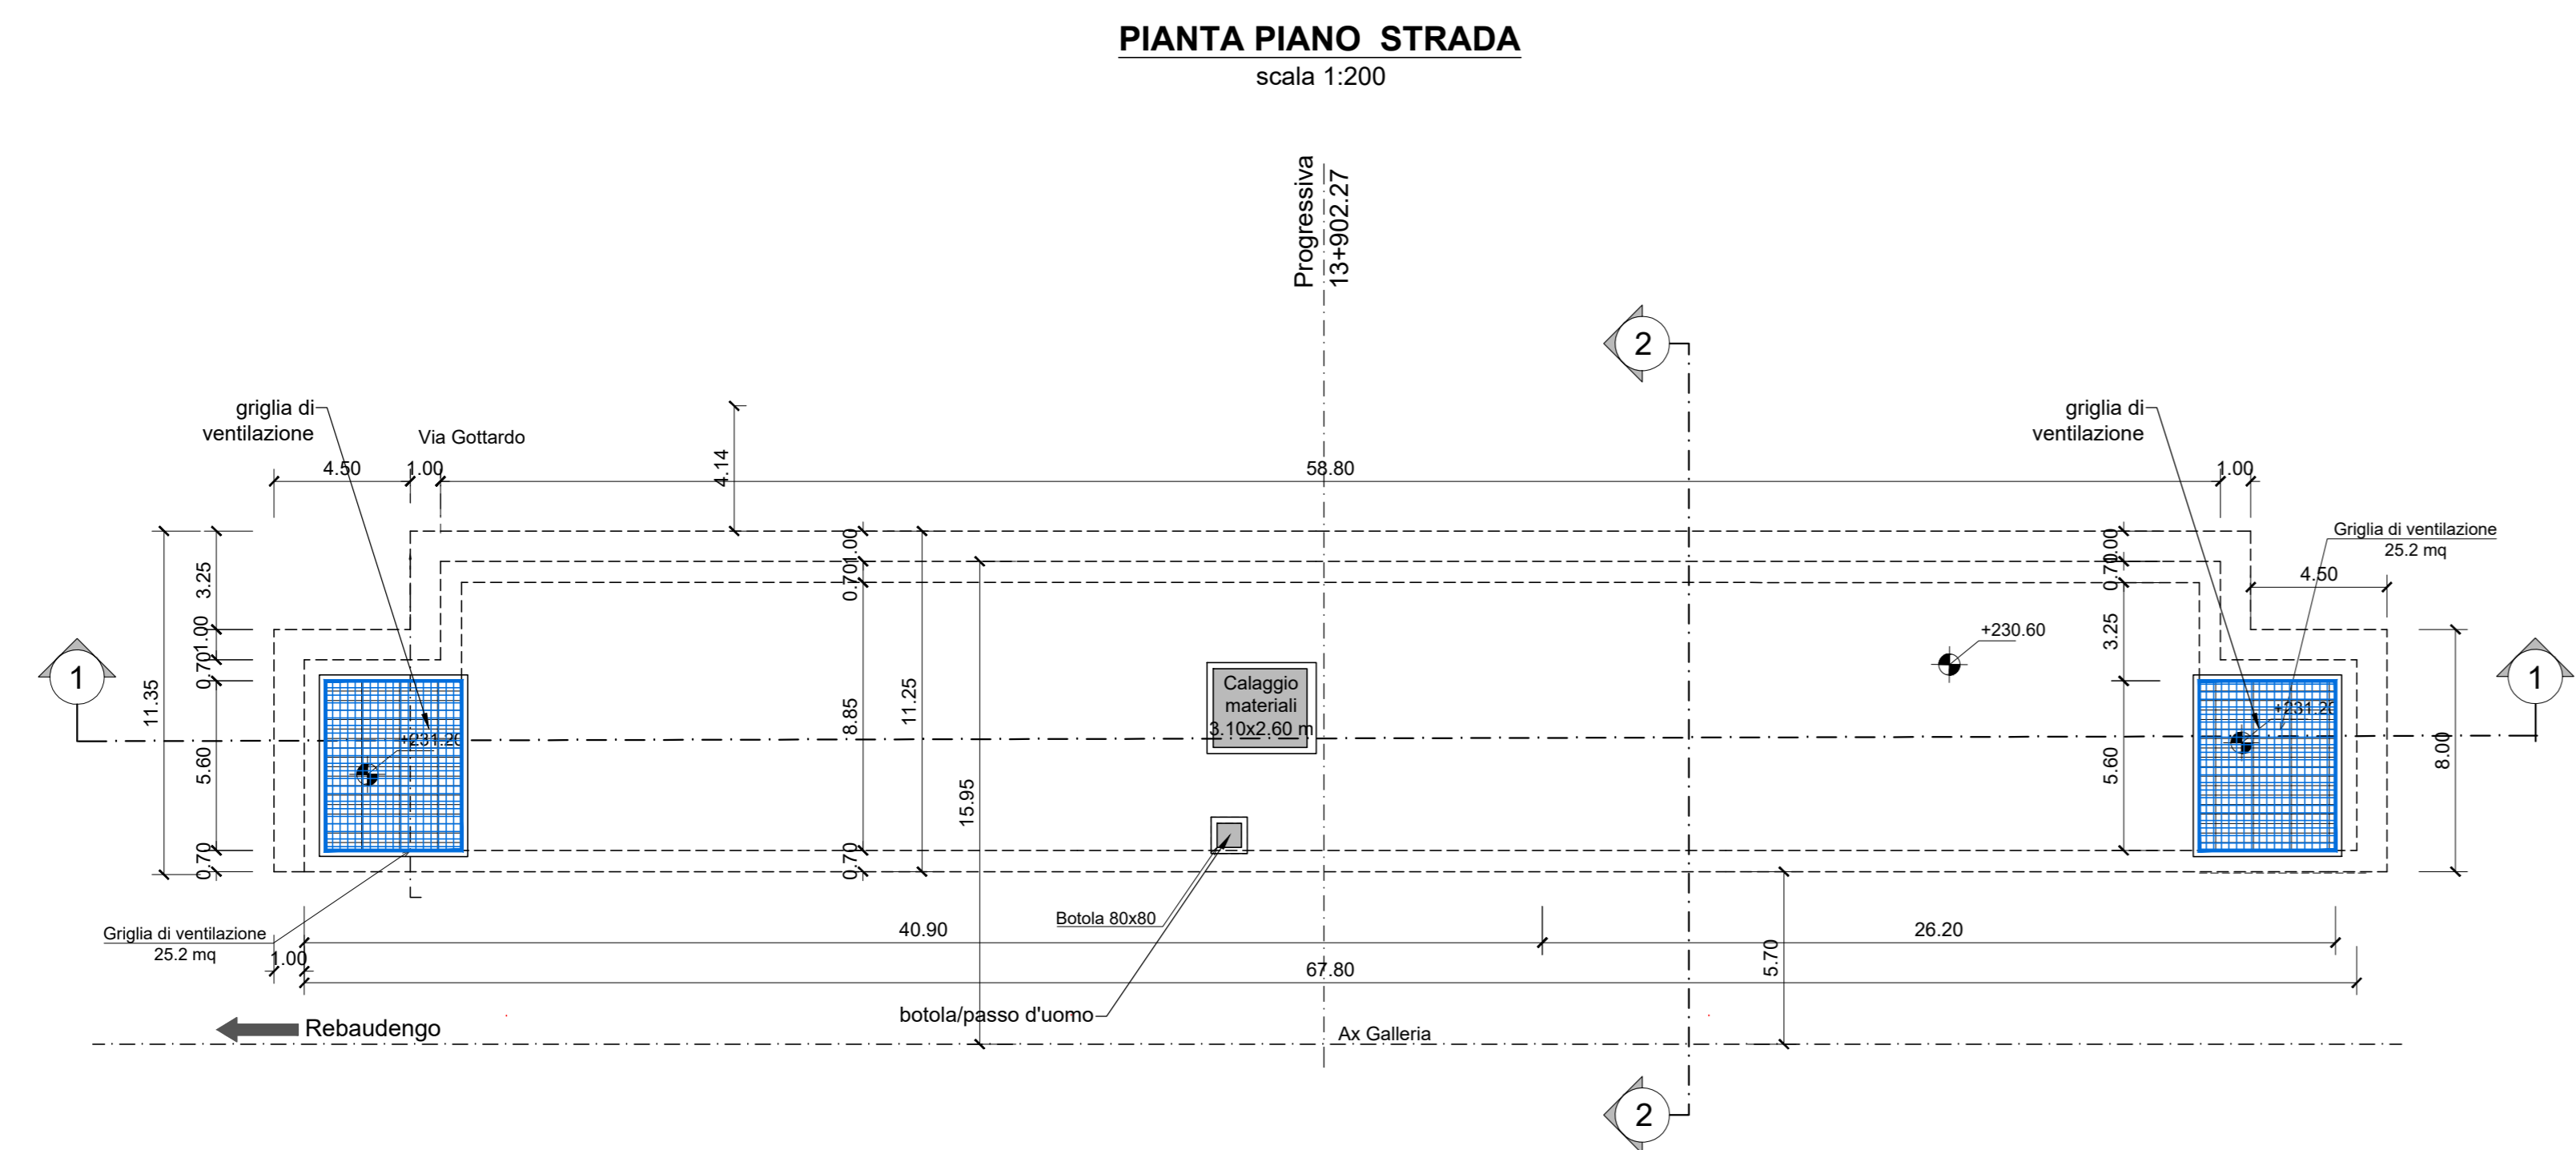 PIANTA PIANO STRADA
scala 1:200
Progressiva
13+902.27
2
griglia di
ventilazione
Via Gottardo
4.14
griglia di
ventilazione
4.50
1.00
58.80
1.00
Griglia di ventilazione
25.2 mq
4.50
3.25
1.00
0.70
5.60
0.70
11.35
1.00
0.70
8.85
0.70
11.25
15.95
1.00
0.70
3.25
5.60
8.00
+230.60
1
1
Calaggio
materiali
3.10x2.60 m
+231.20
+231.20
Botola 80x80
Griglia di ventilazione
25.2 mq
40.90
26.20
1.00
67.80
5.70
botola/passo d'uomo
Rebaudengo
Ax Galleria
2